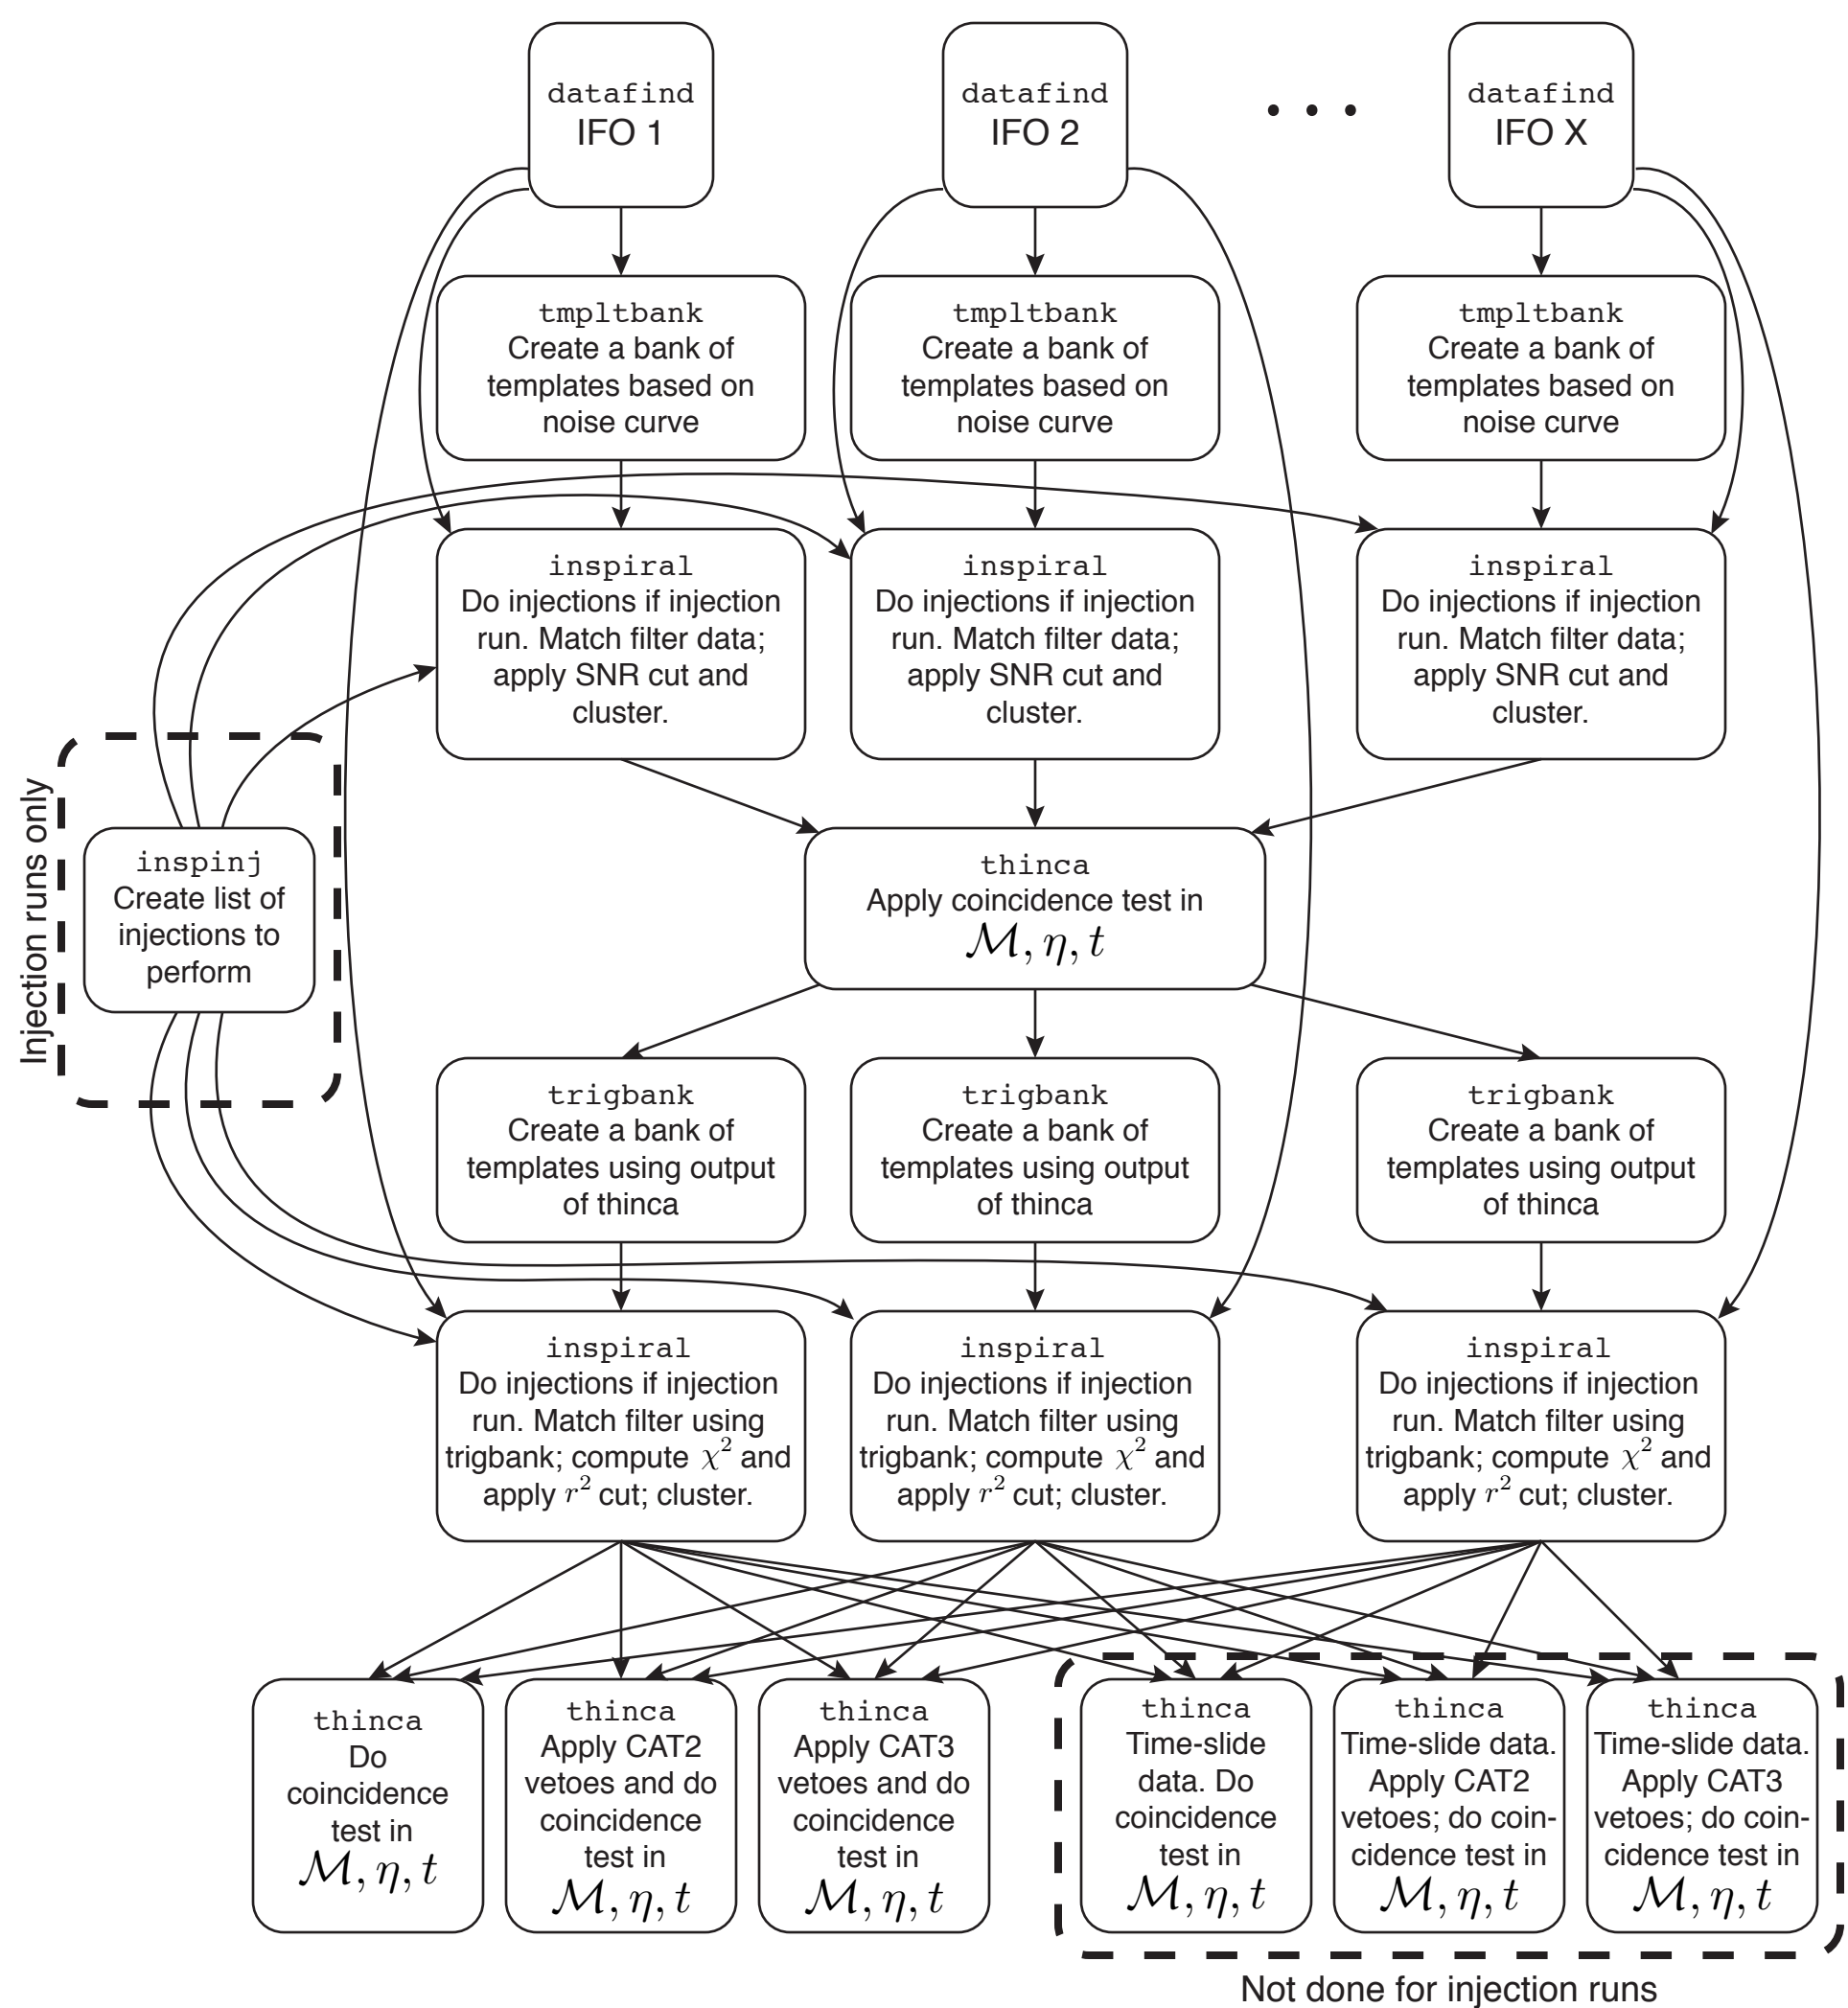 datafind
IFO 1
datafind
IFO 2
• • •
datafind
IFO X
tmpltbank
Create a bank of
templates based on
noise curve
tmpltbank
Create a bank of
templates based on
noise curve
tmpltbank
Create a bank of
templates based on
noise curve
inspiral
Do injections if injection
run. Match filter data;
apply SNR cut and
cluster.
inspiral
Do injections if injection
run. Match filter data;
apply SNR cut and
cluster.
inspiral
Do injections if injection
run. Match filter data;
apply SNR cut and
cluster.
Injection runs only
inspinj
Create list of
injections to
perform
thinca
Apply coincidence test in
ℳ, η, t
trigbank
Create a bank of
templates using output
of thinca
trigbank
Create a bank of
templates using output
of thinca
trigbank
Create a bank of
templates using output
of thinca
inspiral
Do injections if injection
run. Match filter using
trigbank; compute χ² and
apply r² cut; cluster.
inspiral
Do injections if injection
run. Match filter using
trigbank; compute χ² and
apply r² cut; cluster.
inspiral
Do injections if injection
run. Match filter using
trigbank; compute χ² and
apply r² cut; cluster.
thinca
Do
coincidence
test in
ℳ, η, t
thinca
Apply CAT2
vetoes and do
coincidence
test in
ℳ, η, t
thinca
Apply CAT3
vetoes and do
coincidence
test in
ℳ, η, t
thinca
Time-slide
data. Do
coincidence
test in
ℳ, η, t
thinca
Time-slide data.
Apply CAT2
vetoes; do coin-
cidence test in
ℳ, η, t
thinca
Time-slide data.
Apply CAT3
vetoes; do coin-
cidence test in
ℳ, η, t
Not done for injection runs